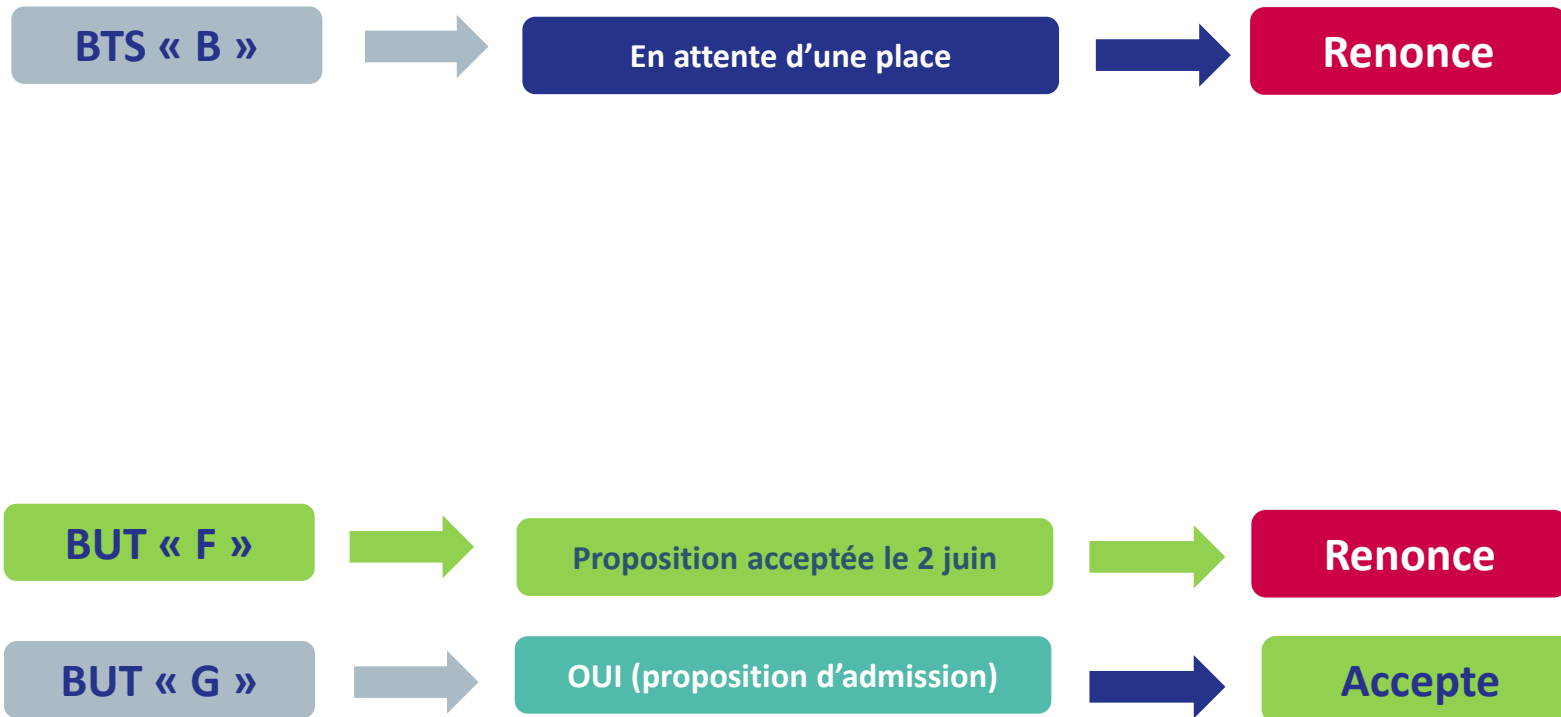 BTS « B »
En attente d’une place
Renonce
BUT « F »
Proposition acceptée le 2 juin
Renonce
BUT « G »
OUI (proposition d’admission)
Accepte